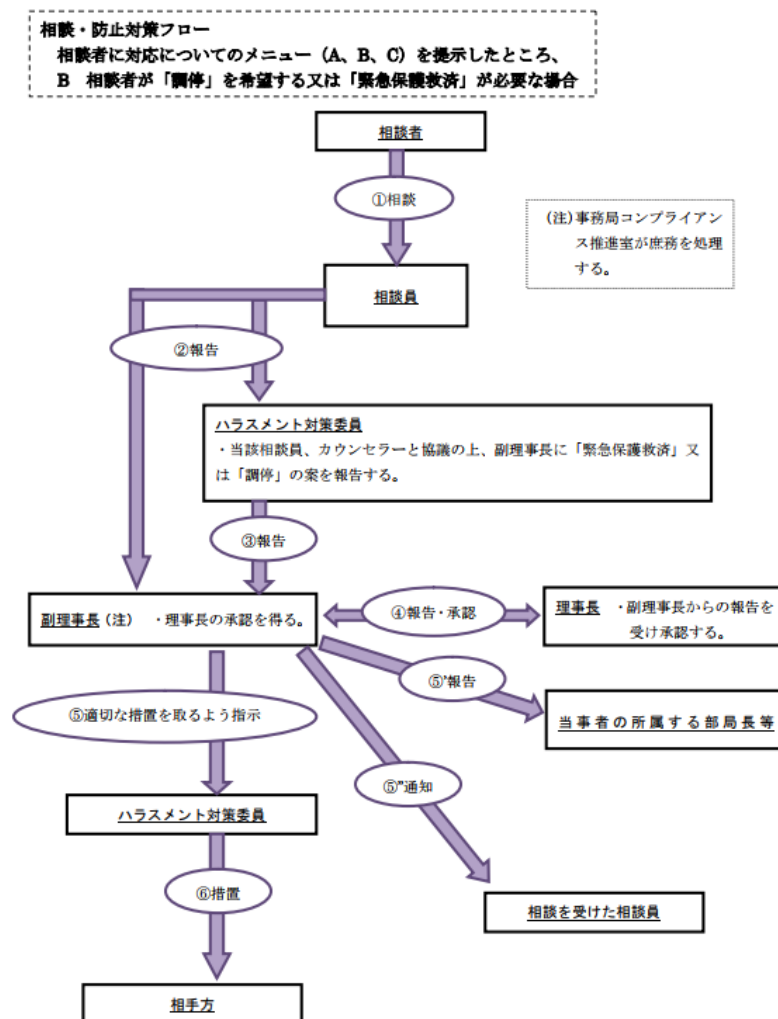 相談・防止対策フロー
相談者に対応についてのメニュー（A、B、C）を提示したところ、
B　相談者が「調停」を希望する又は「緊急保護救済」が必要な場合
相談者
①相談
(注)事務局コンプライアン
ス推進室が庶務を処理
する。
相談員
②報告
ハラスメント対策委員
・当該相談員、カウンセラーと協議の上、副理事長に「緊急保護救済」又
は「調停」の案を報告する。
③報告
副理事長（注）　・理事長の承認を得る。
④報告・承認
理事長　・副理事長からの報告を
受け承認する。
⑤'報告
⑤適切な措置を取るよう指示
当事者の所属する部局長等
⑤”通知
ハラスメント対策委員
⑥措置
相談を受けた相談員
相手方